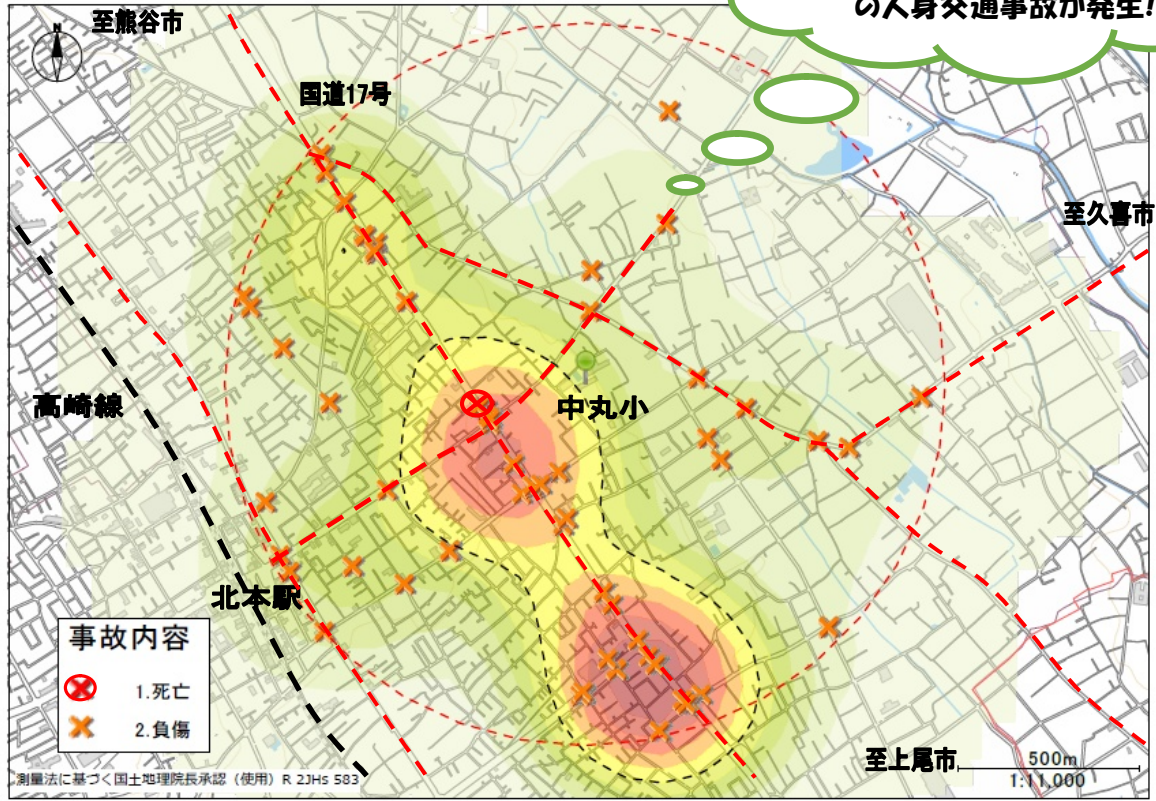 の人身交通事故が発生!
至熊谷市
国道17号
至久喜市
高崎線
中丸小
北本駅
事故内容
1.死亡
2.負傷
至上尾市
500m
1:11,000
測量法に基づく国土地理院長承認(使用)R 2JHs 583